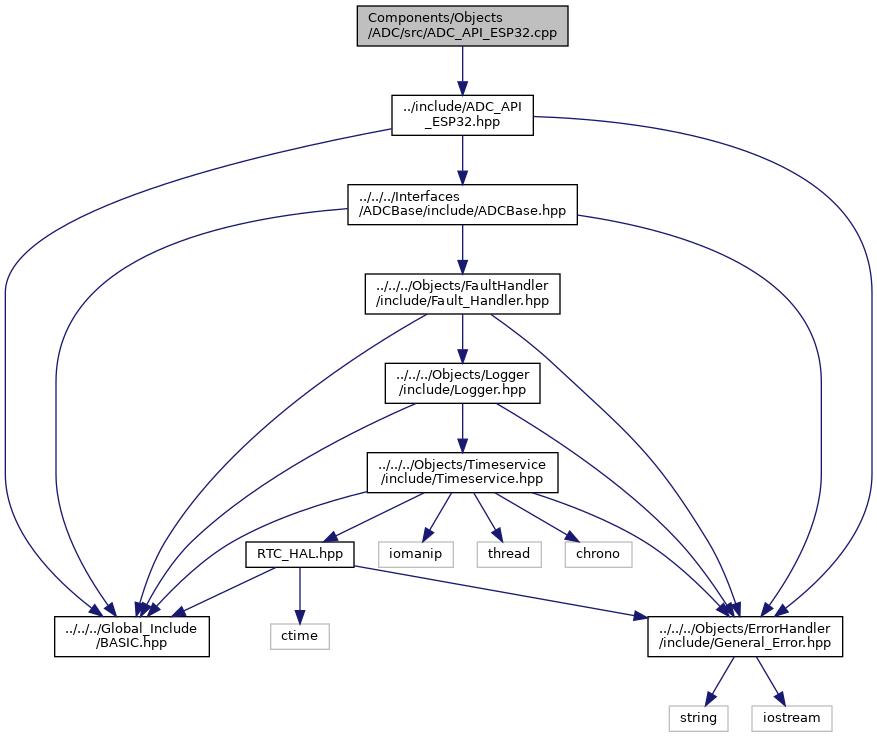 Components/Objects
/ADC/src/ADC_API_ESP32.cpp
../include/ADC_API
_ESP32.hpp
../../../Interfaces
/ADCBase/include/ADCBase.hpp
../../../Objects/FaultHandler
/include/Fault_Handler.hpp
../../../Objects/Logger
/include/Logger.hpp
../../../Objects/Timeservice
/include/Timeservice.hpp
RTC_HAL.hpp
iomanip
thread
chrono
../../../Global_Include
/BASIC.hpp
ctime
../../../Objects/ErrorHandler
/include/General_Error.hpp
string
iostream